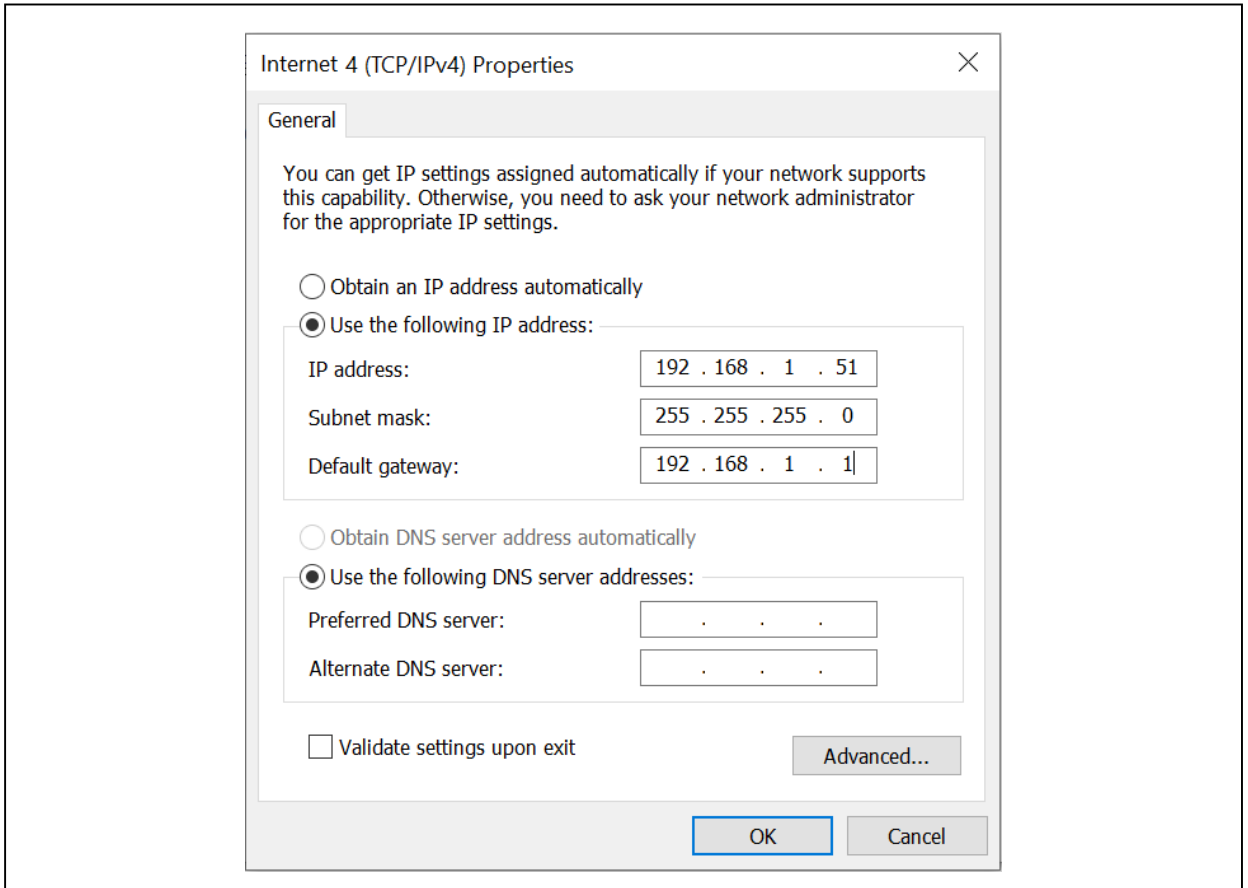 Internet 4 (TCP/IPv4) Properties
General
You can get IP settings assigned automatically if your network supports
this capability. Otherwise, you need to ask your network administrator
for the appropriate IP settings.
Obtain an IP address automatically
Use the following IP address:
IP address: 192 . 168 . 1 . 51
Subnet mask: 255 . 255 . 255 . 0
Default gateway: 192 . 168 . 1 . 1
Obtain DNS server address automatically
Use the following DNS server addresses:
Preferred DNS server: . . .
Alternate DNS server: . . .
Validate settings upon exit
Advanced...
OK Cancel